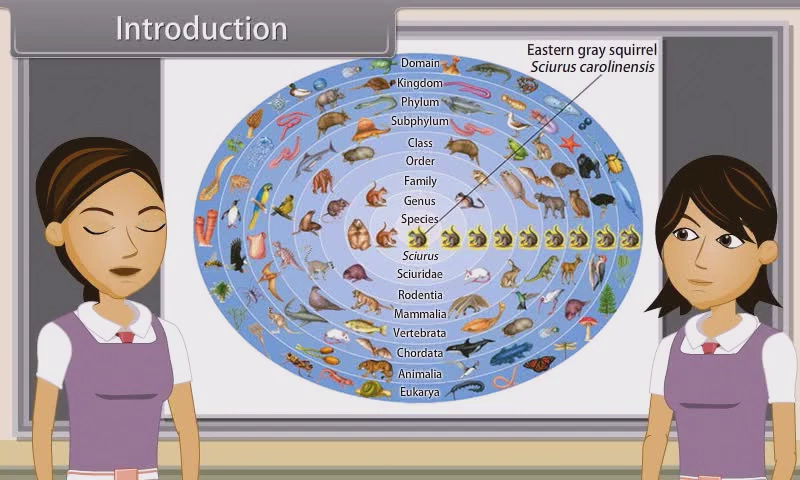 Introduction
Eastern gray squirrel
Sciurus carolinensis
Domain
Kingdom
Phylum
Subphylum
Class
Order
Family
Genus
Species
Sciurus
Sciuridae
Rodentia
Mammalia
Vertebrata
Chordata
Animalia
Eukarya